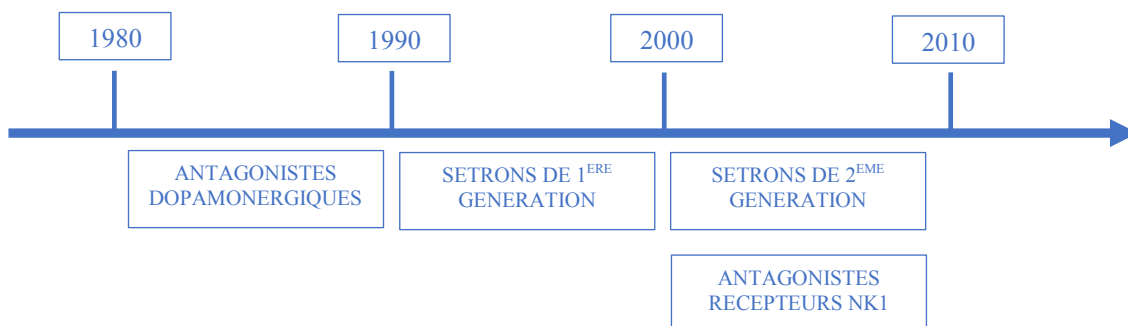 1980
1990
2000
2010
ANTAGONISTES
DOPAMONERGIQUES
SETRONS DE 1ERE
GENERATION
SETRONS DE 2EME
GENERATION
ANTAGONISTES
RECEPTEURS NK1